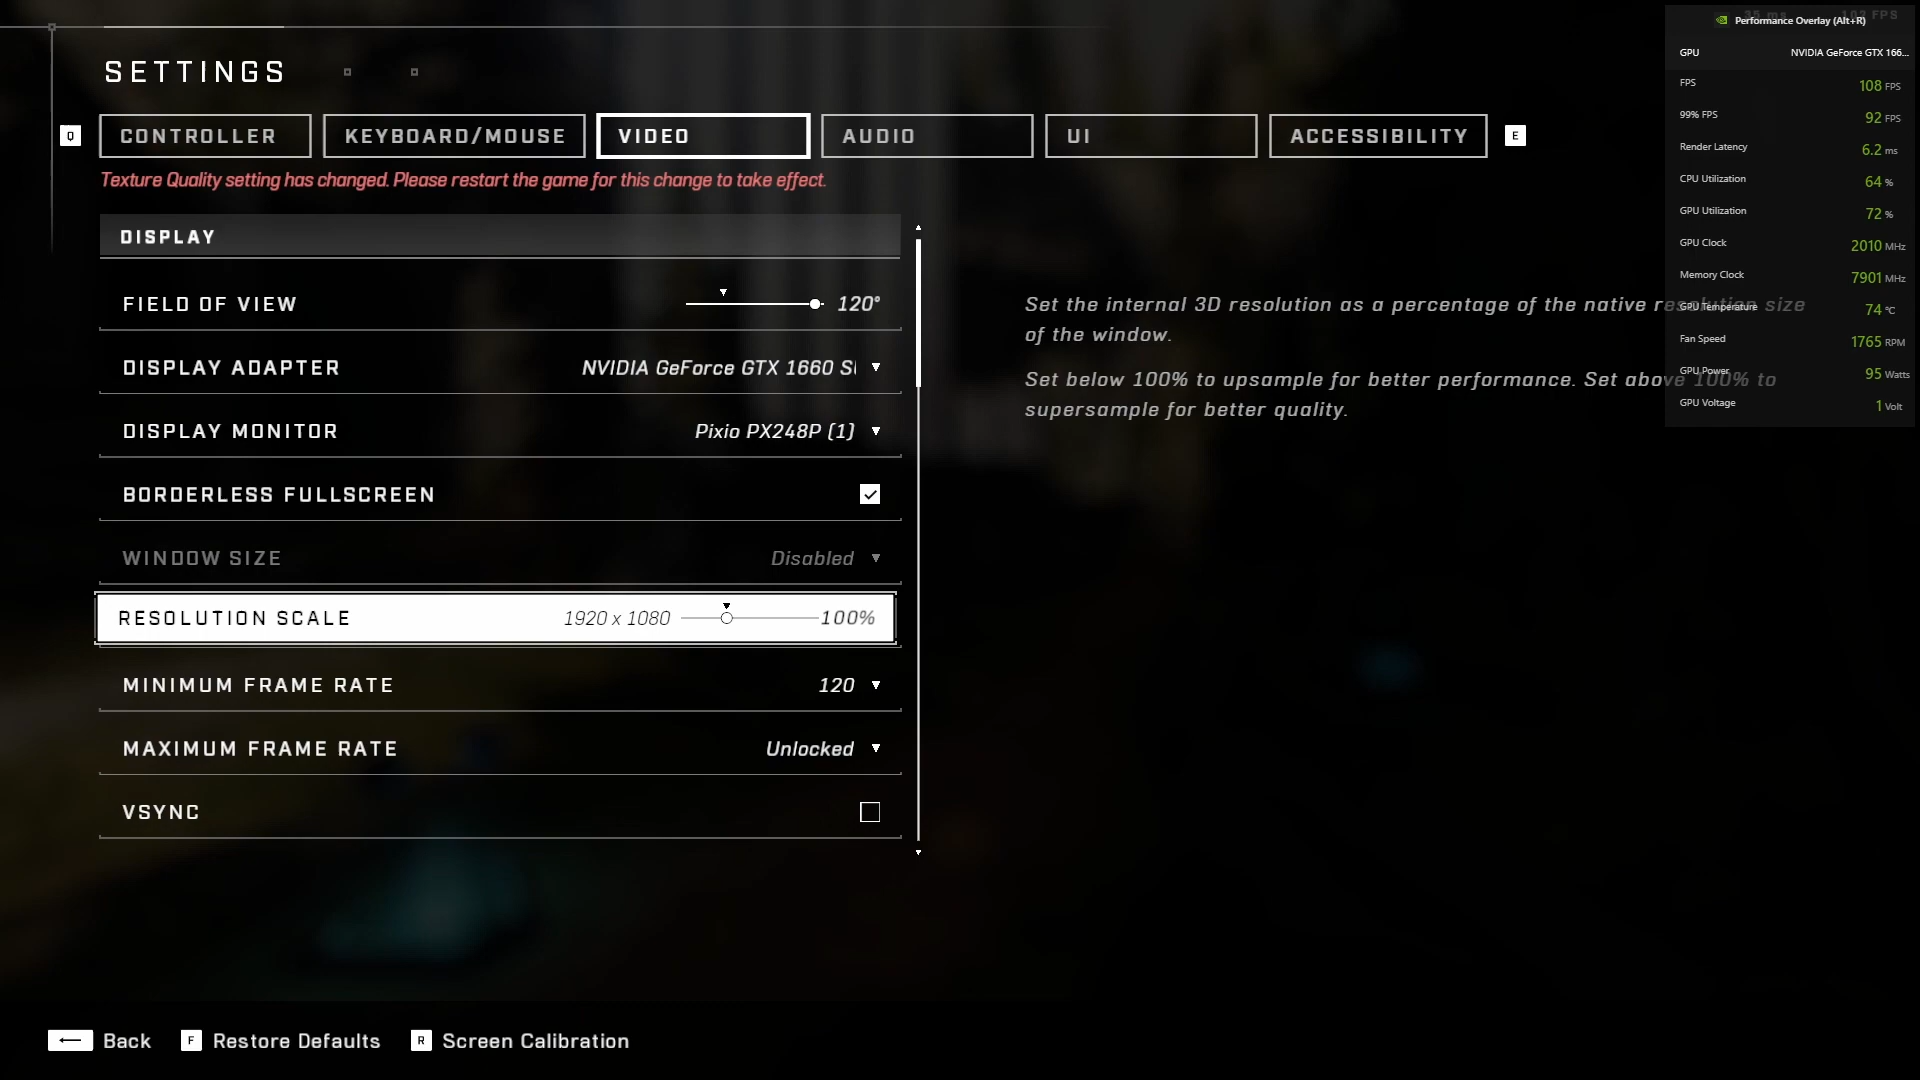 Performance Overlay (Alt+R)
SETTINGS
GPU NVIDIA GeForce GTX 166...
FPS 108 FPS
99% FPS 92 FPS
Render Latency 6.2 ms
CPU Utilization 64 %
GPU Utilization 72 %
GPU Clock 2010 MHz
Memory Clock 7901 MHz
GPU Temperature 74 °C
Fan Speed 1765 RPM
GPU Power 95 Watts
GPU Voltage 1 Volt
Q CONTROLLER KEYBOARD/MOUSE VIDEO AUDIO UI ACCESSIBILITY E
Texture Quality setting has changed. Please restart the game for this change to take effect.
DISPLAY
FIELD OF VIEW 120°
DISPLAY ADAPTER NVIDIA GeForce GTX 1660 S
DISPLAY MONITOR Pixio PX248P (1)
BORDERLESS FULLSCREEN
WINDOW SIZE Disabled
RESOLUTION SCALE 1920 x 1080 100%
MINIMUM FRAME RATE 120
MAXIMUM FRAME RATE Unlocked
VSYNC
Set the internal 3D resolution as a percentage of the native resolution size
of the window.
Set below 100% to upsample for better performance. Set above 100% to
supersample for better quality.
Back F Restore Defaults R Screen Calibration